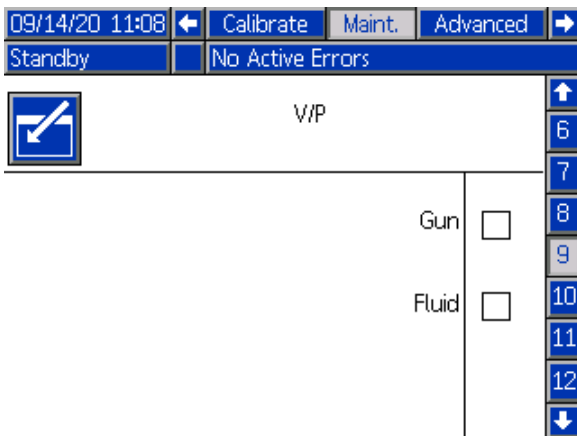 09/14/20 11:08 Calibrate Maint. Advanced
Standby No Active Errors
V/P
6
7
8
Gun
9
Fluid
10
11
12